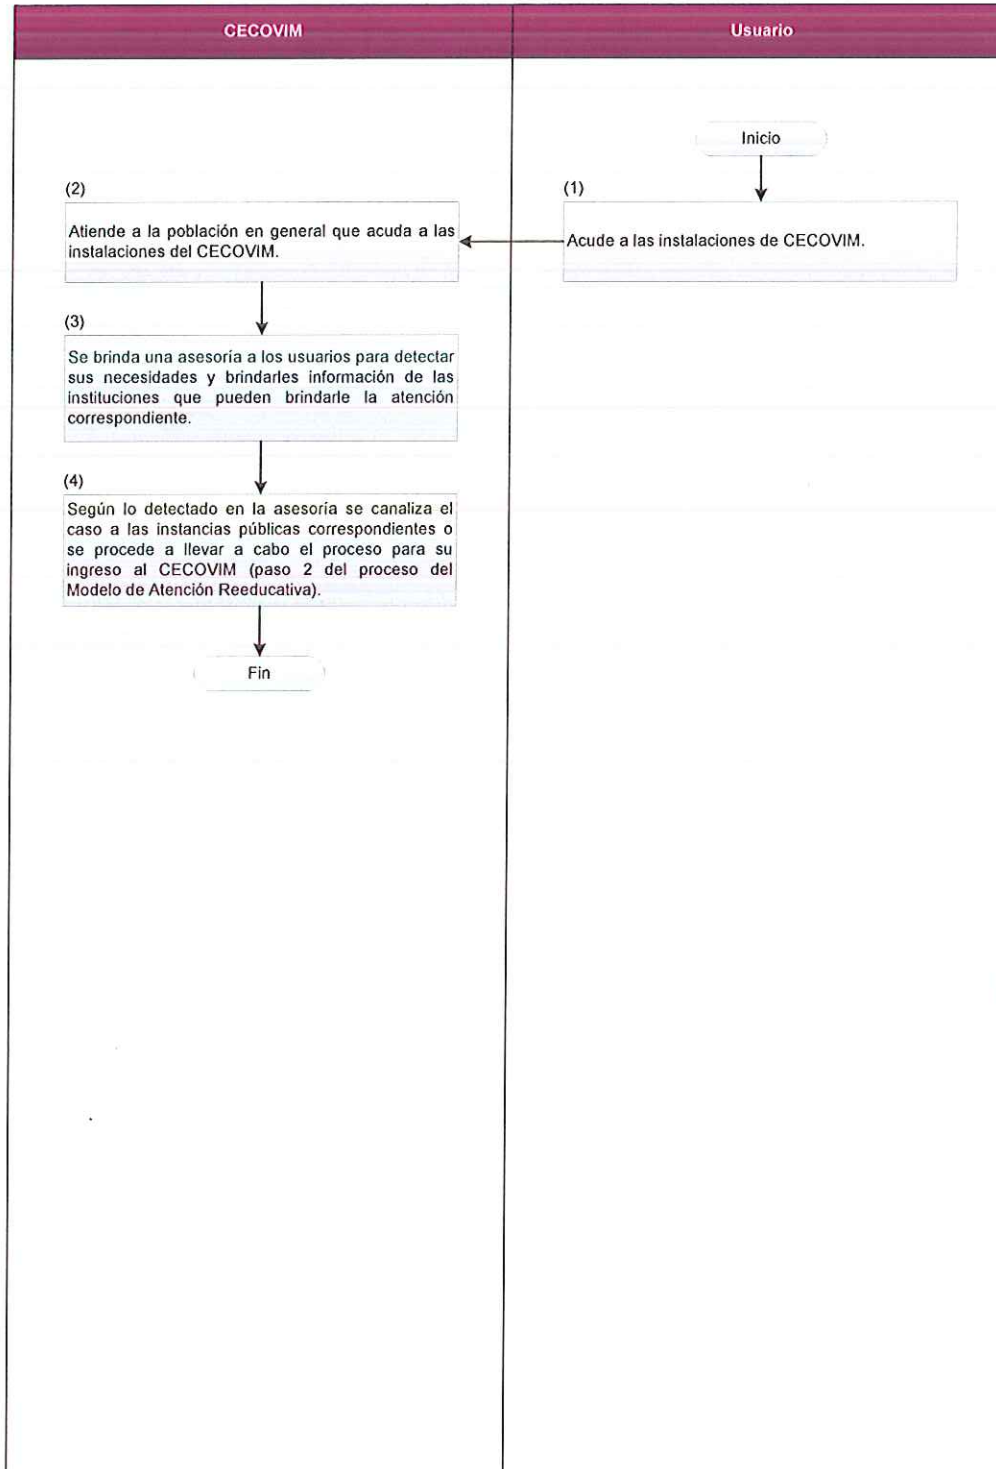 CECOVIM
Usuario
Inicio
(1)
Acude a las instalaciones de CECOVIM.
(2)
Atiende a la población en general que acuda a las
instalaciones del CECOVIM.
(3)
Se brinda una asesoría a los usuarios para detectar
sus necesidades y brindarles información de las
instituciones que pueden brindarle la atención
correspondiente.
(4)
Según lo detectado en la asesoría se canaliza el
caso a las instancias públicas correspondientes o
se procede a llevar a cabo el proceso para su
ingreso al CECOVIM (paso 2 del proceso del
Modelo de Atención Reeducativa).
Fin